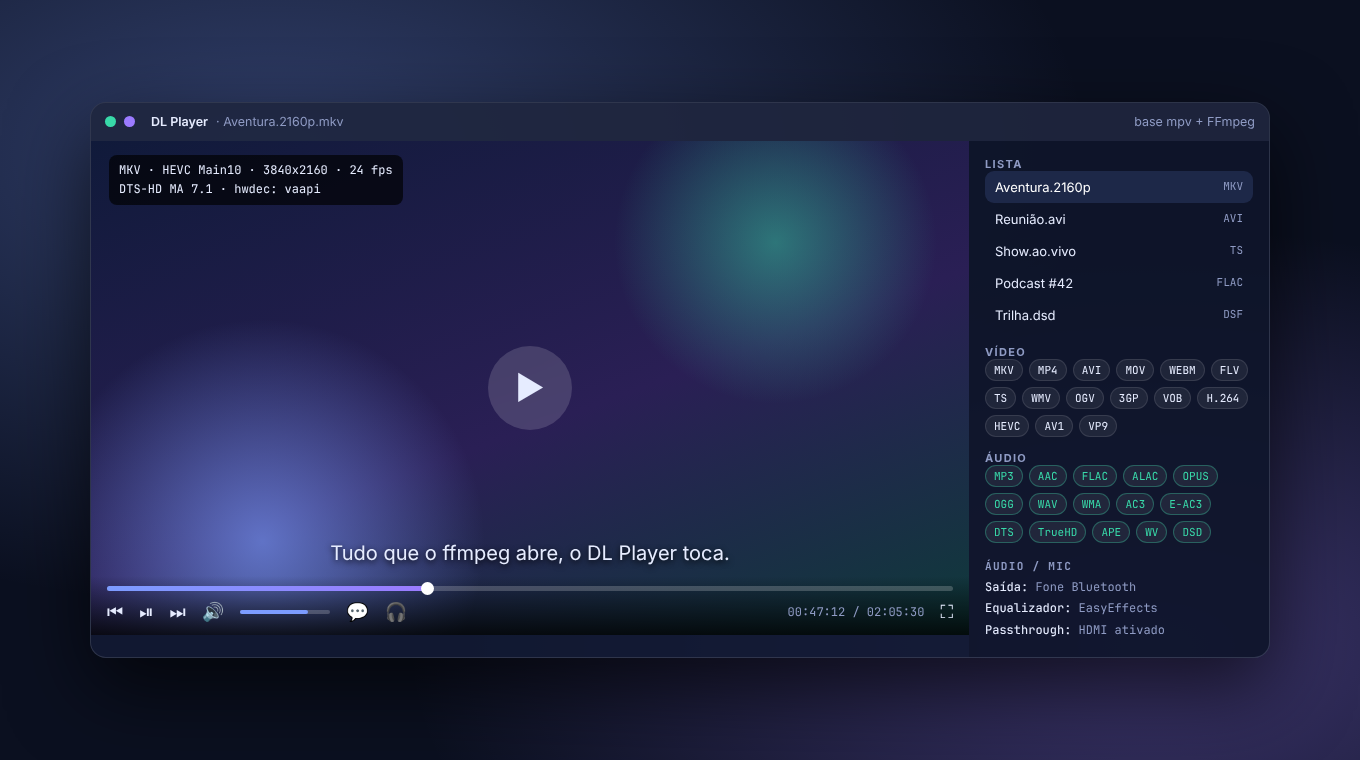 DL Player · Aventura.2160p.mkv
base mpv + FFmpeg
MKV · HEVC Main10 · 3840x2160 · 24 fps
DTS-HD MA 7.1 · hwdec: vaapi
Tudo que o ffmpeg abre, o DL Player toca.
00:47:12 / 02:05:30
LISTA
Aventura.2160p MKV
Reunião.avi AVI
Show.ao.vivo TS
Podcast #42 FLAC
Trilha.dsd DSF
VÍDEO
MKV MP4 AVI MOV WEBM FLV
TS WMV OGV 3GP VOB H.264
HEVC AV1 VP9
ÁUDIO
MP3 AAC FLAC ALAC OPUS
OGG WAV WMA AC3 E-AC3
DTS TrueHD APE WV DSD
ÁUDIO / MIC
Saída: Fone Bluetooth
Equalizador: EasyEffects
Passthrough: HDMI ativado